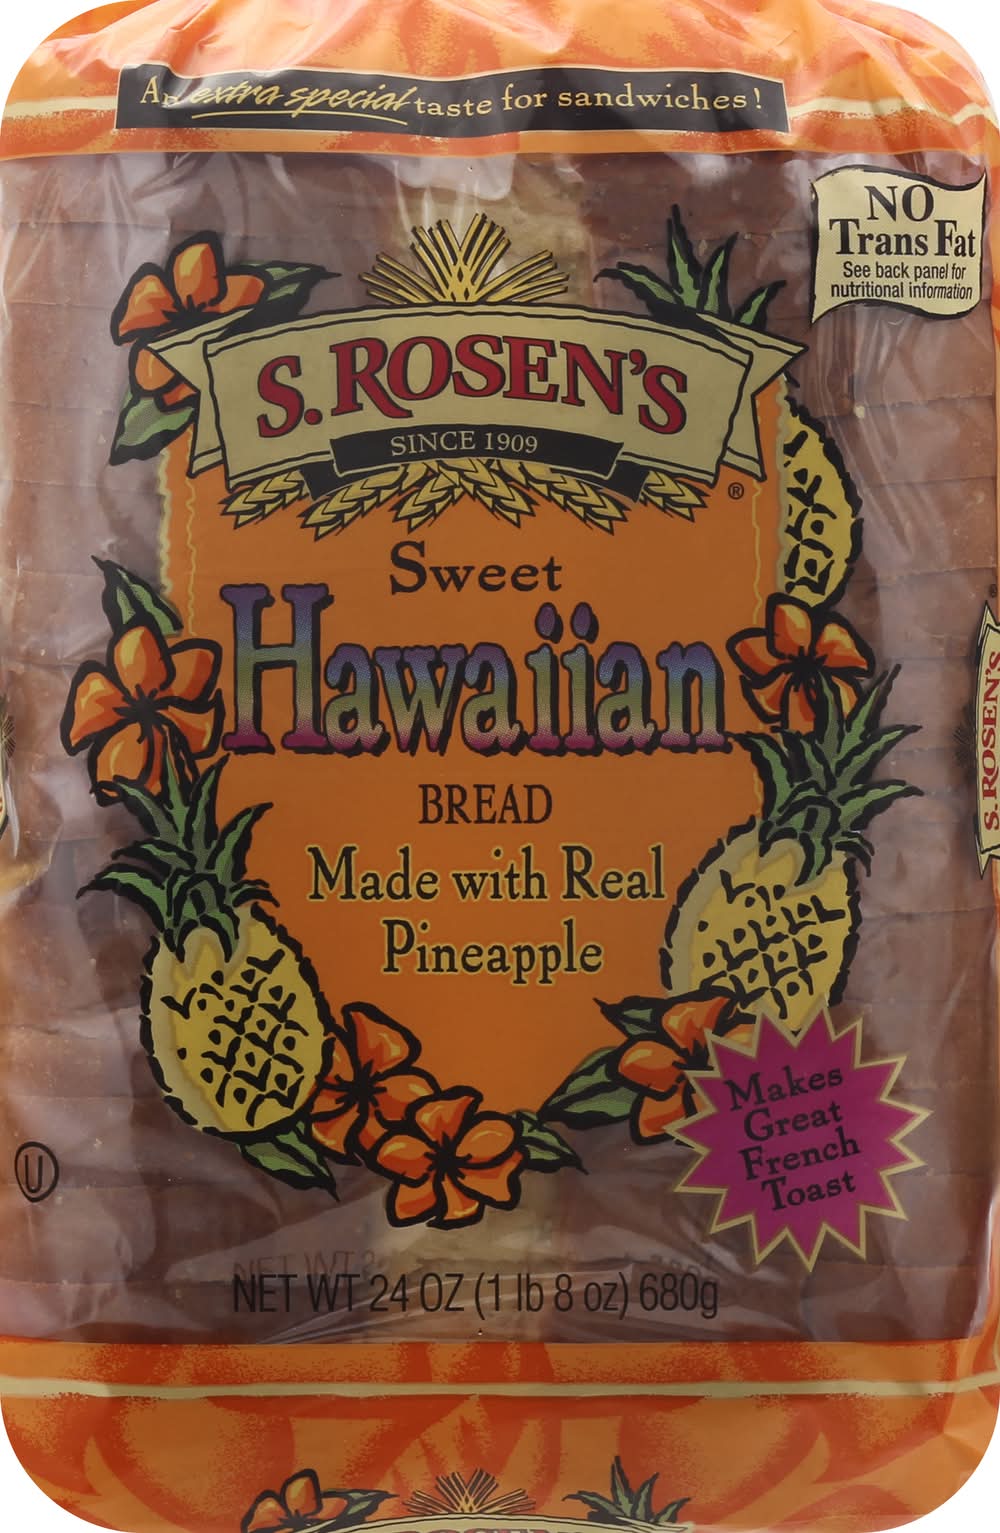 An extra special taste for sandwiches!
NO
Trans Fat
See back panel for
nutritional information
S. ROSEN'S
SINCE 1909
®
Sweet
Hawaiian
BREAD
Made with Real
Pineapple
S. ROSEN'S
Makes
Great
French
Toast
U
NET WT 24 OZ (1 lb 8 oz) 680g